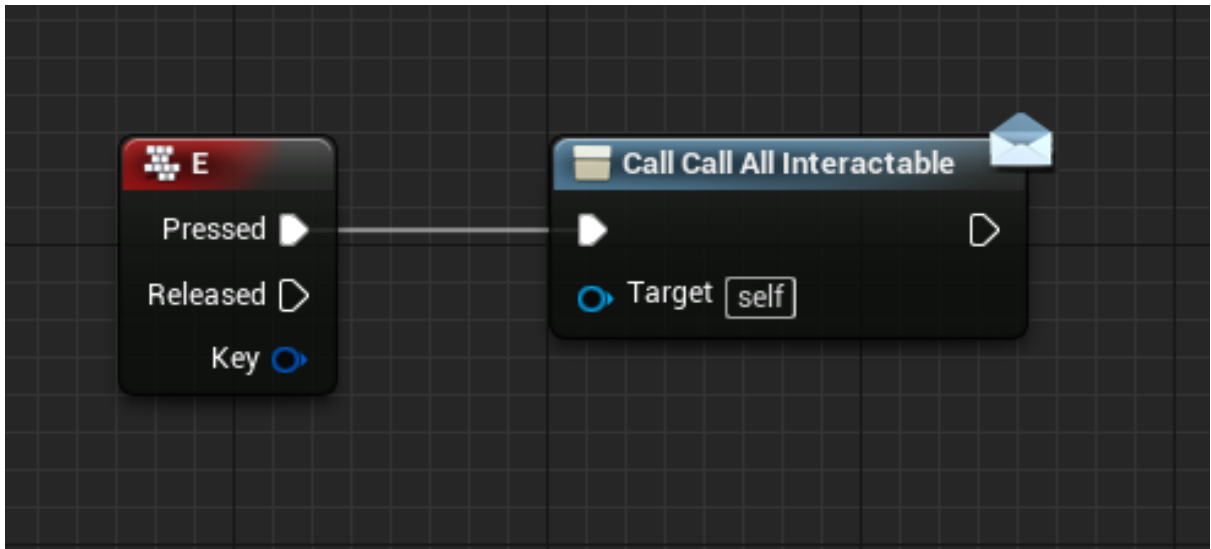 E
Pressed
Released
Key
Call Call All Interactable
Target self